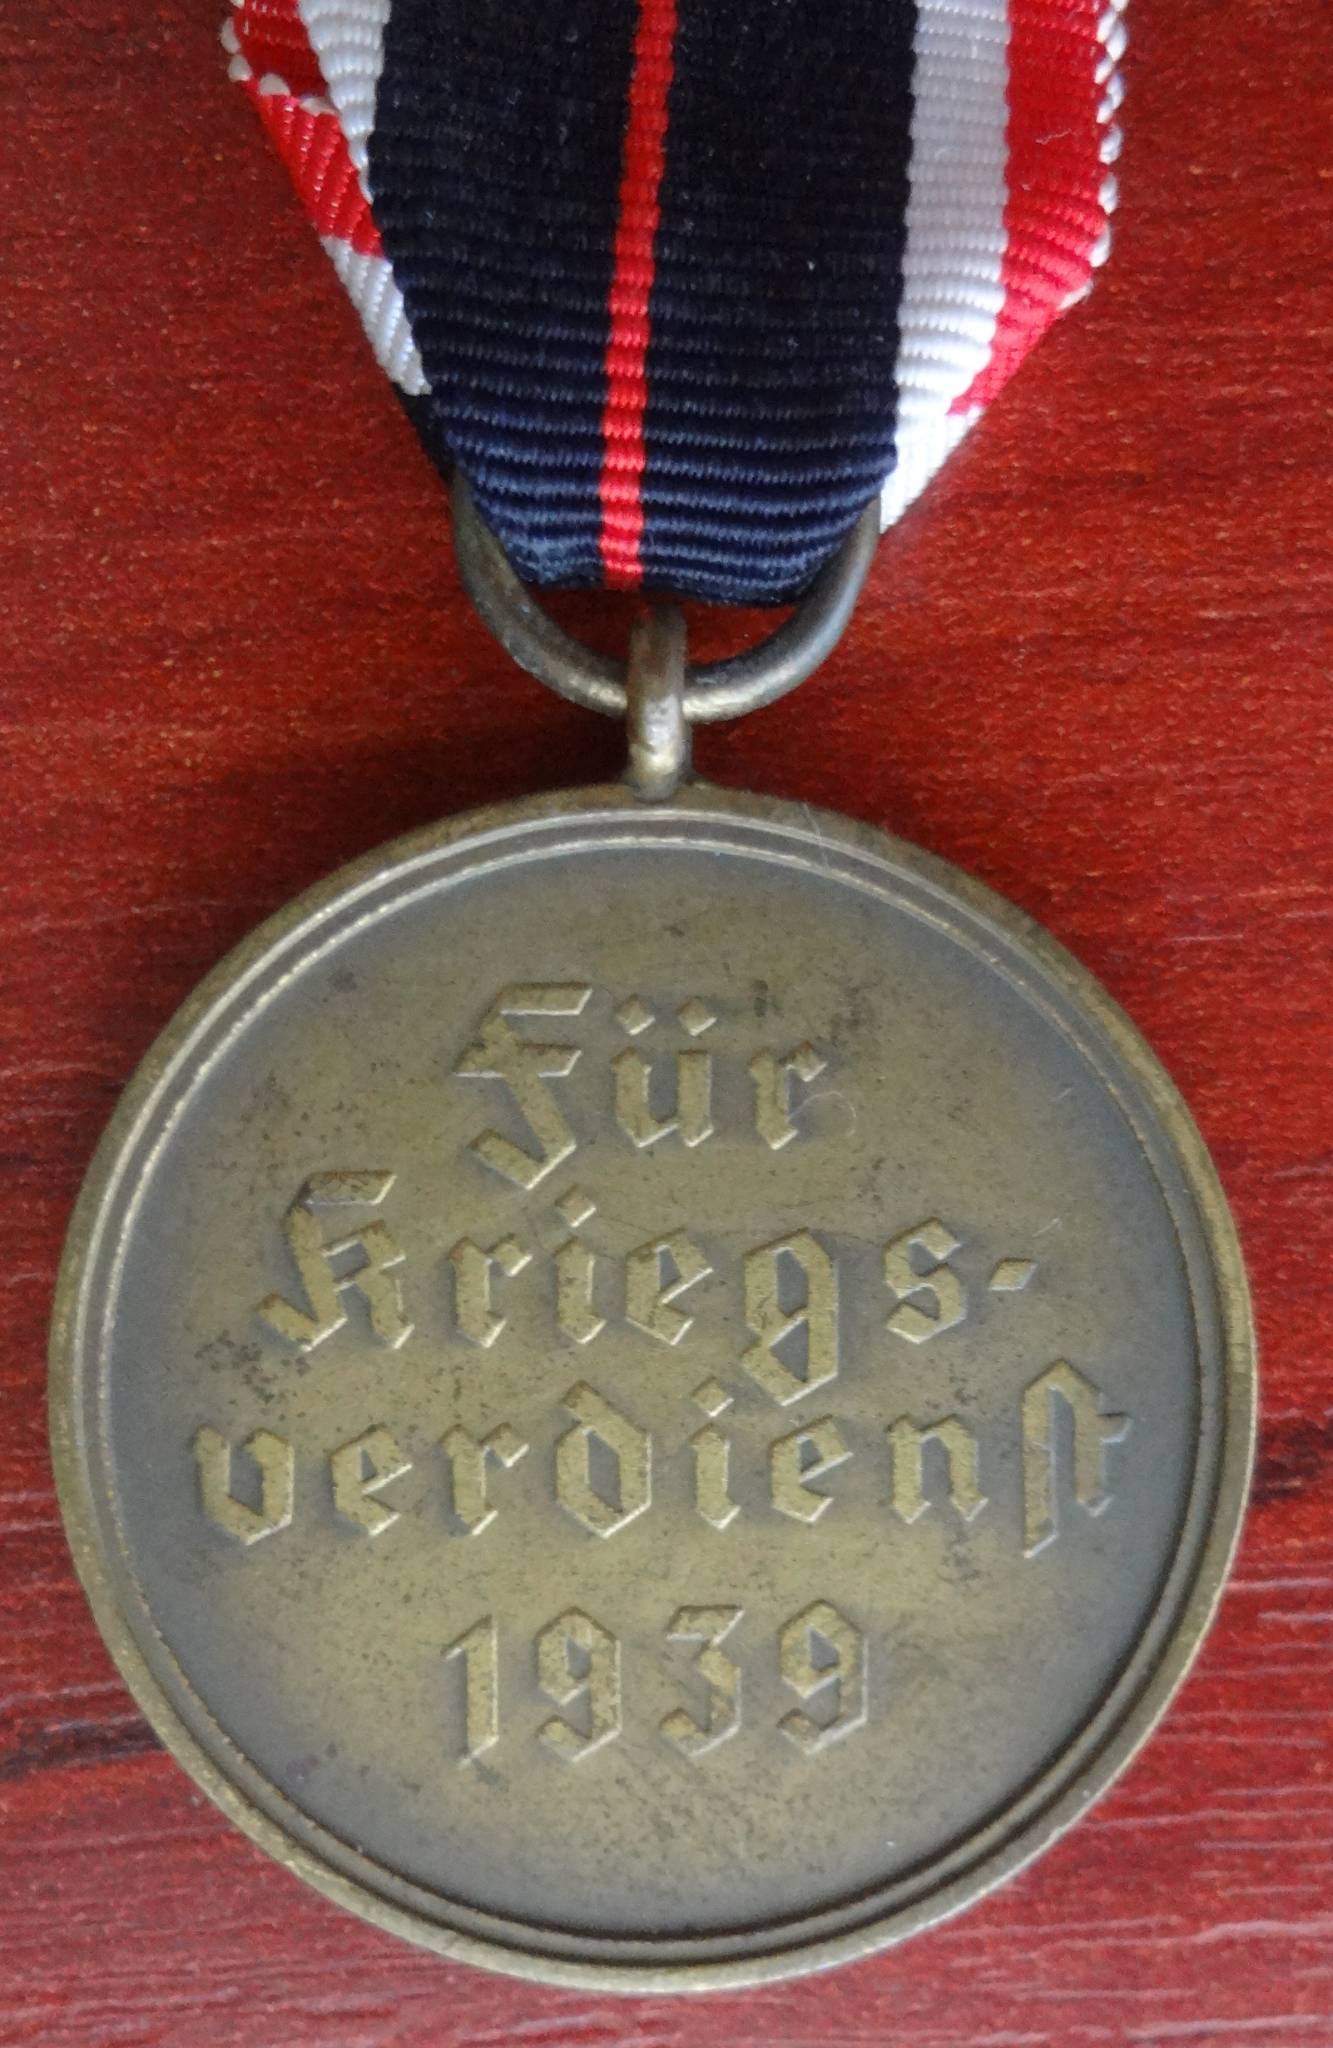 Für
Kriegs-
verdienst
1939